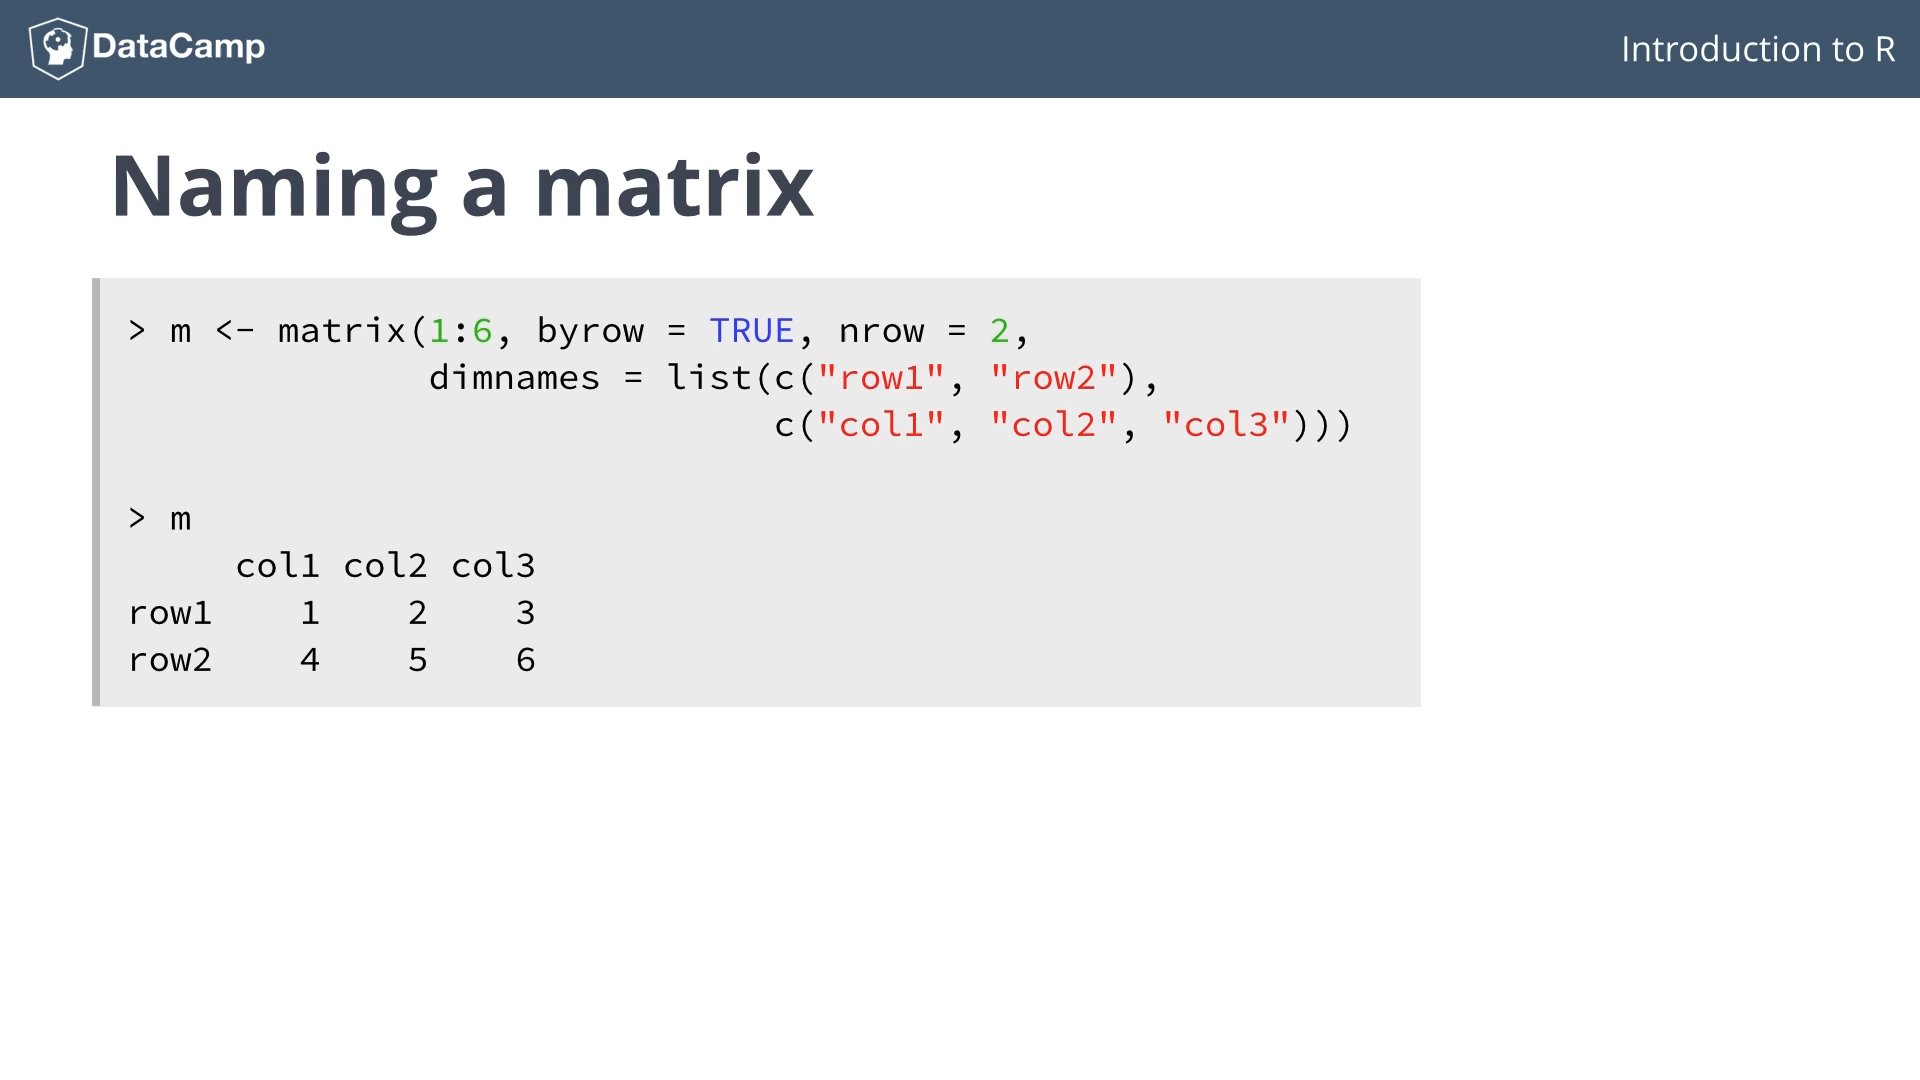 DataCamp
Introduction to R
Naming a matrix
> m <- matrix(1:6, byrow = TRUE, nrow = 2,
              dimnames = list(c("row1", "row2"),
                              c("col1", "col2", "col3")))
> m
     col1 col2 col3
row1    1    2    3
row2    4    5    6